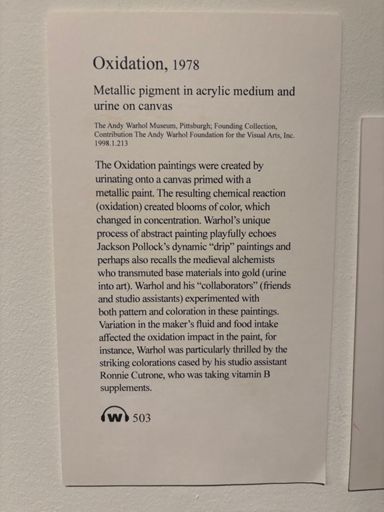 Oxidation, 1978
Metallic pigment in acrylic medium and
urine on canvas
The Andy Warhol Museum, Pittsburgh; Founding Collection,
Contribution The Andy Warhol Foundation for the Visual Arts, Inc.
1998.1.213
The Oxidation paintings were created by
urinating onto a canvas primed with a
metallic paint. The resulting chemical reaction
(oxidation) created blooms of color, which
changed in concentration. Warhol's unique
process of abstract painting playfully echoes
Jackson Pollock's dynamic “drip” paintings and
perhaps also recalls the medieval alchemists
who transmuted base materials into gold (urine
into art). Warhol and his “collaborators” (friends
and studio assistants) experimented with
both pattern and coloration in these paintings.
Variation in the maker's fluid and food intake
affected the oxidation impact in the paint, for
instance, Warhol was particularly thrilled by the
striking colorations cased by his studio assistant
Ronnie Cutrone, who was taking vitamin B
supplements.
W 503